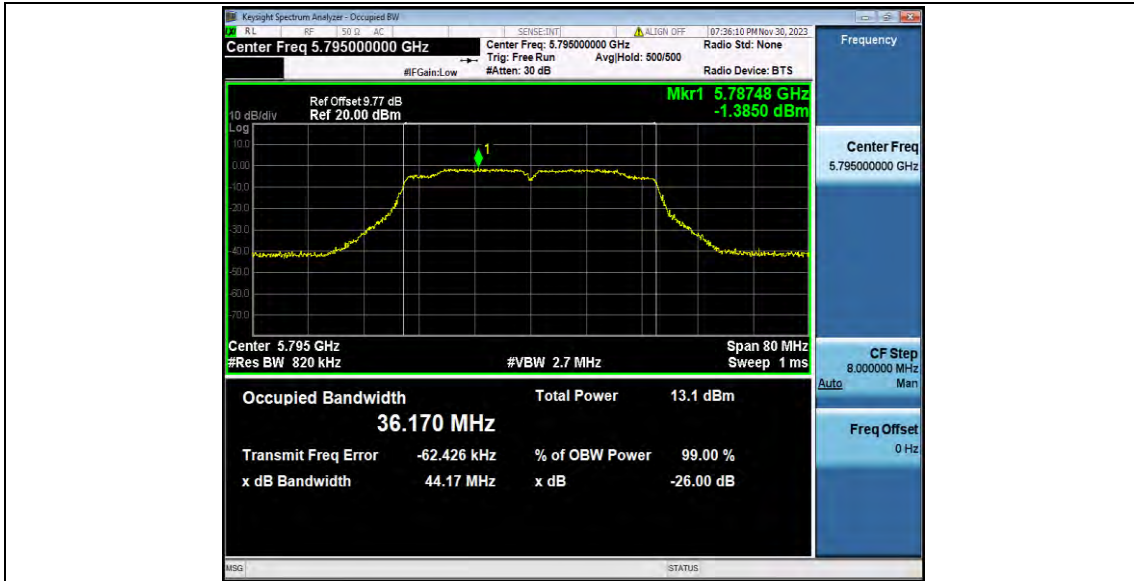 Keysight Spectrum Analyzer - Occupied BW
RL RF 50 Ω AC SENSE:INT ALIGN OFF 07:36:10 PM Nov 30, 2023
Center Freq 5.795000000 GHz
Center Freq: 5.795000000 GHz Radio Std: None
Trig: Free Run Avg|Hold: 500/500
#IFGain:Low #Atten: 30 dB Radio Device: BTS
Frequency
Mkr1 5.78748 GHz
-1.3850 dBm
Ref Offset 9.77 dB
10 dB/div Ref 20.00 dBm
Log
10.0
0.00
-10.0
-20.0
-30.0
-40.0
-50.0
-60.0
-70.0
1
Center 5.795 GHz Span 80 MHz
#Res BW 820 kHz #VBW 2.7 MHz Sweep 1 ms
Center Freq
5.795000000 GHz
CF Step
8.000000 MHz
Auto Man
Freq Offset
0 Hz
Occupied Bandwidth Total Power 13.1 dBm
36.170 MHz
Transmit Freq Error -62.426 kHz % of OBW Power 99.00 %
x dB Bandwidth 44.17 MHz x dB -26.00 dB
MSG STATUS